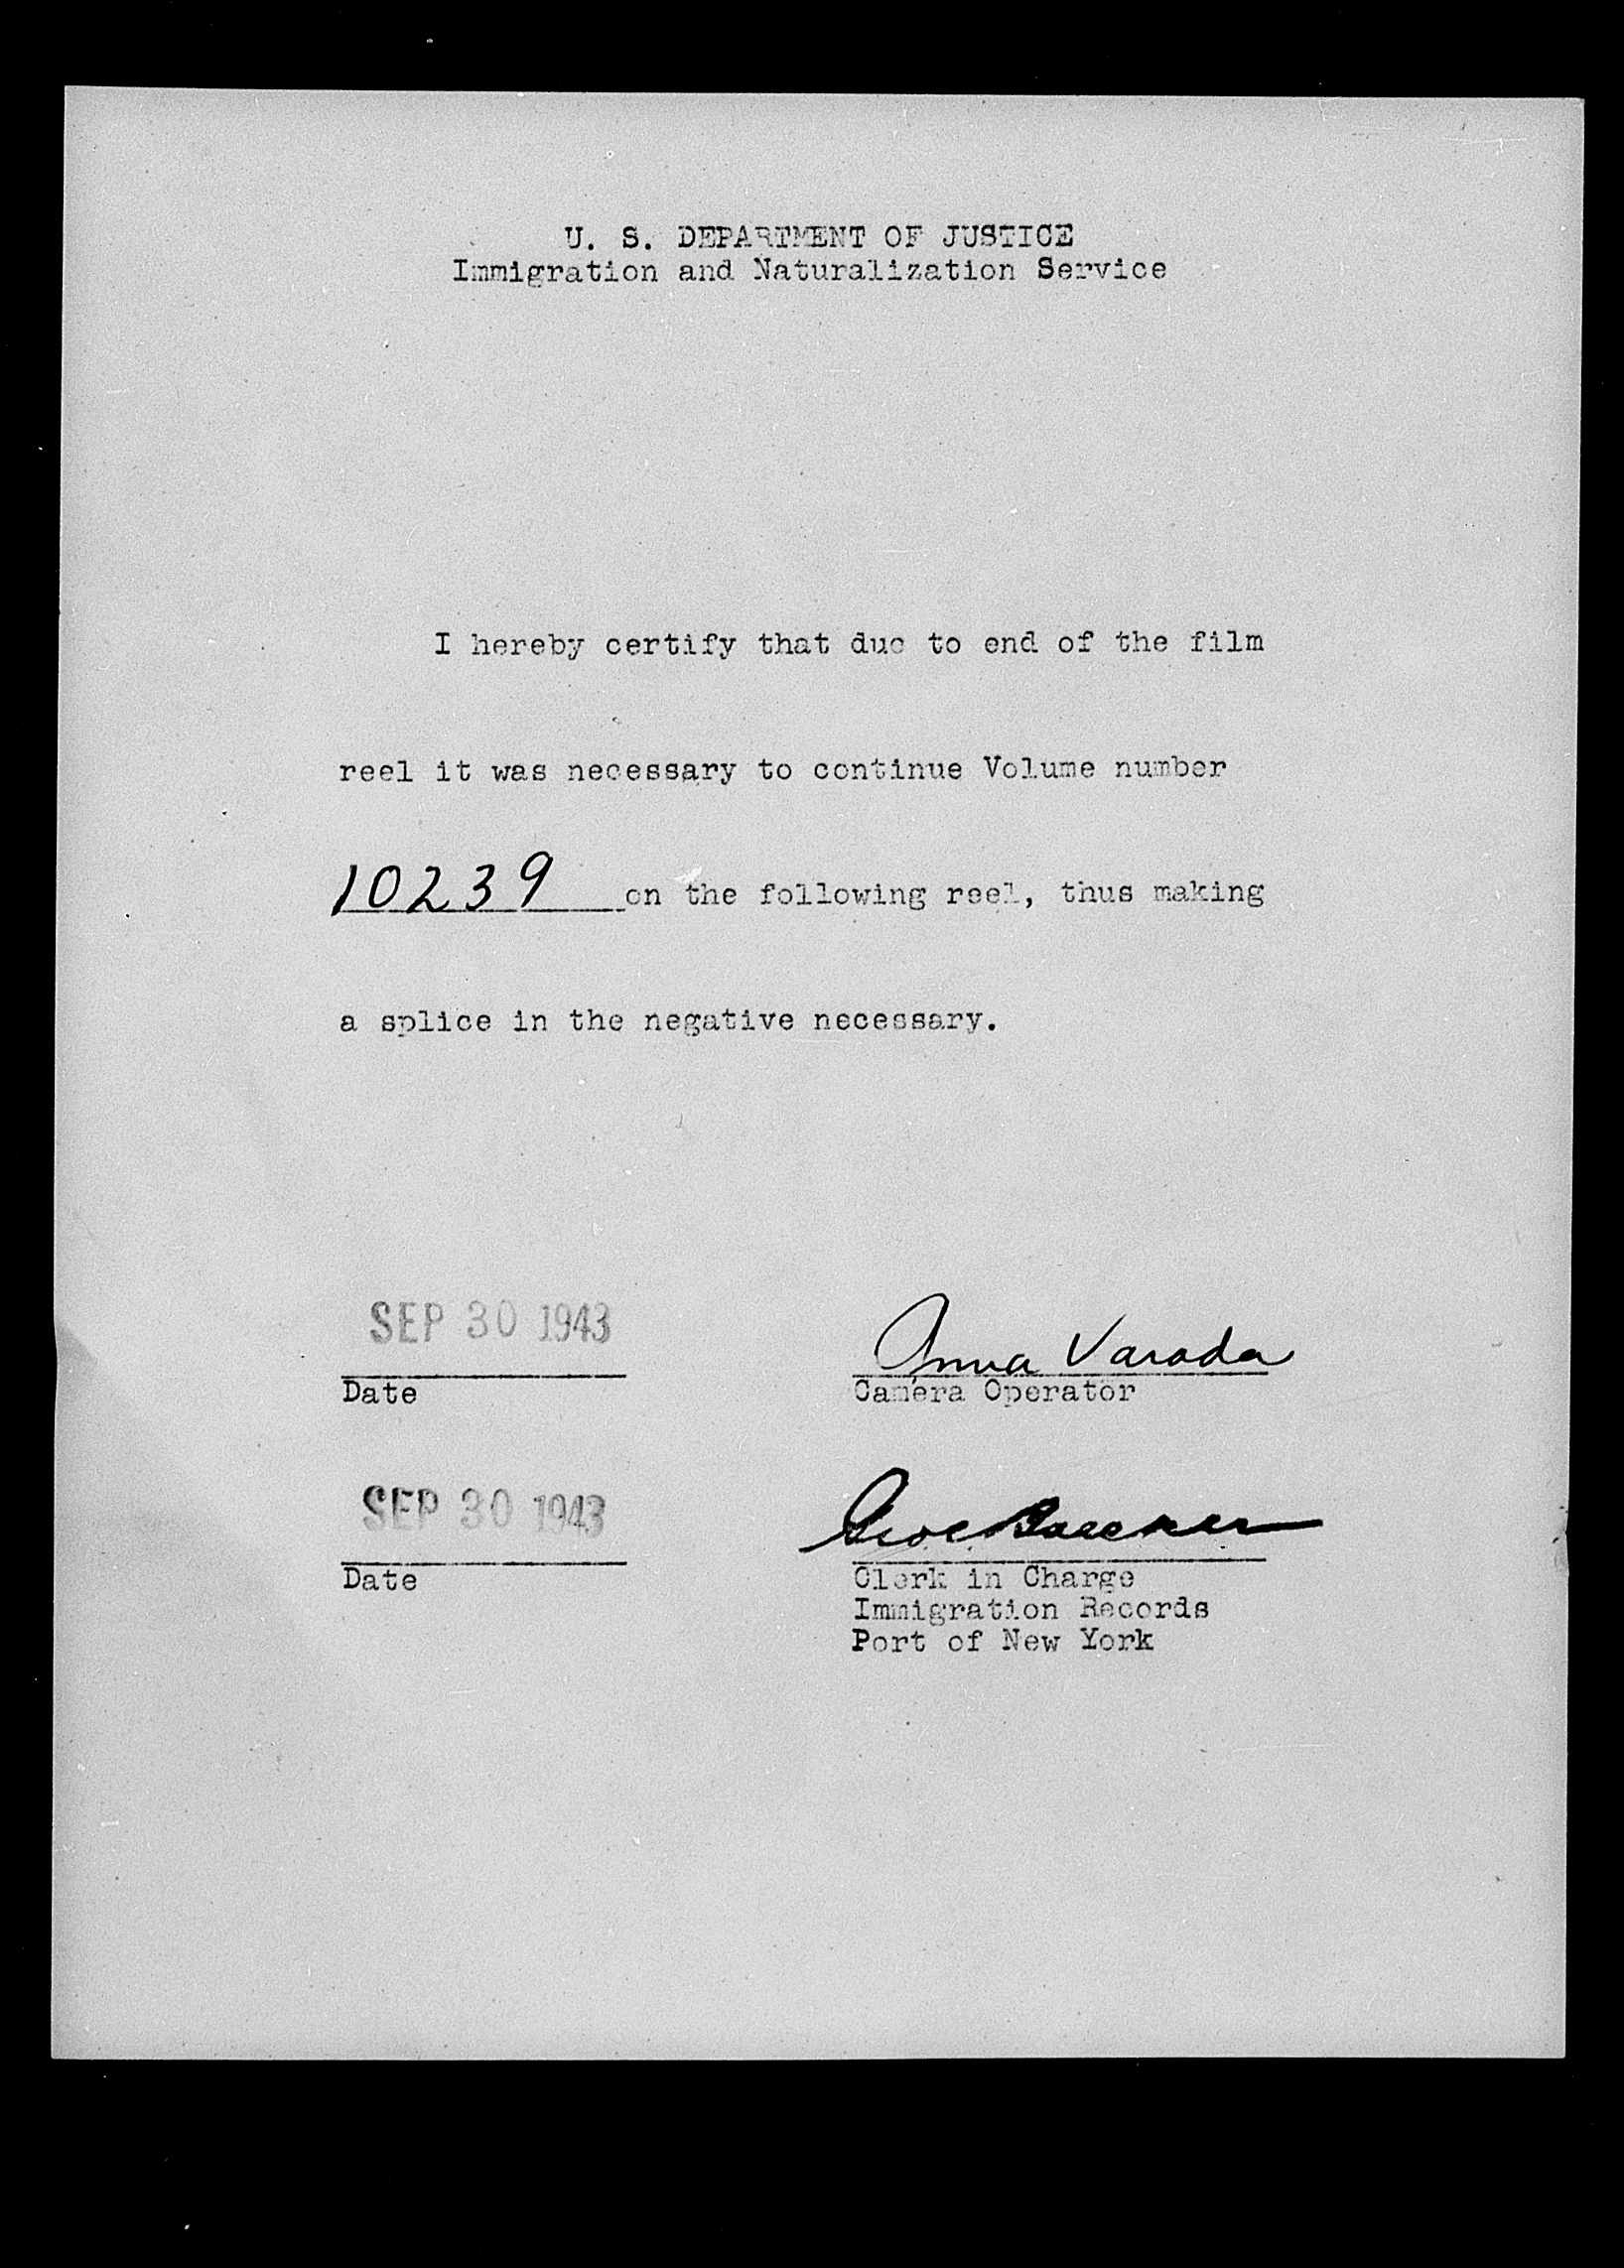 U. S. DEPARTMENT OF JUSTICE
Immigration and Naturalization Service
I hereby certify that due to end of the film
reel it was necessary to continue Volume number
10239 on the following reel, thus making
a splice in the negative necessary.
SEP 30 1943
Anna Varada
Date
Camera Operator
SEP 30 1943
Date
Clerk in Charge
Immigration Records
Port of New York